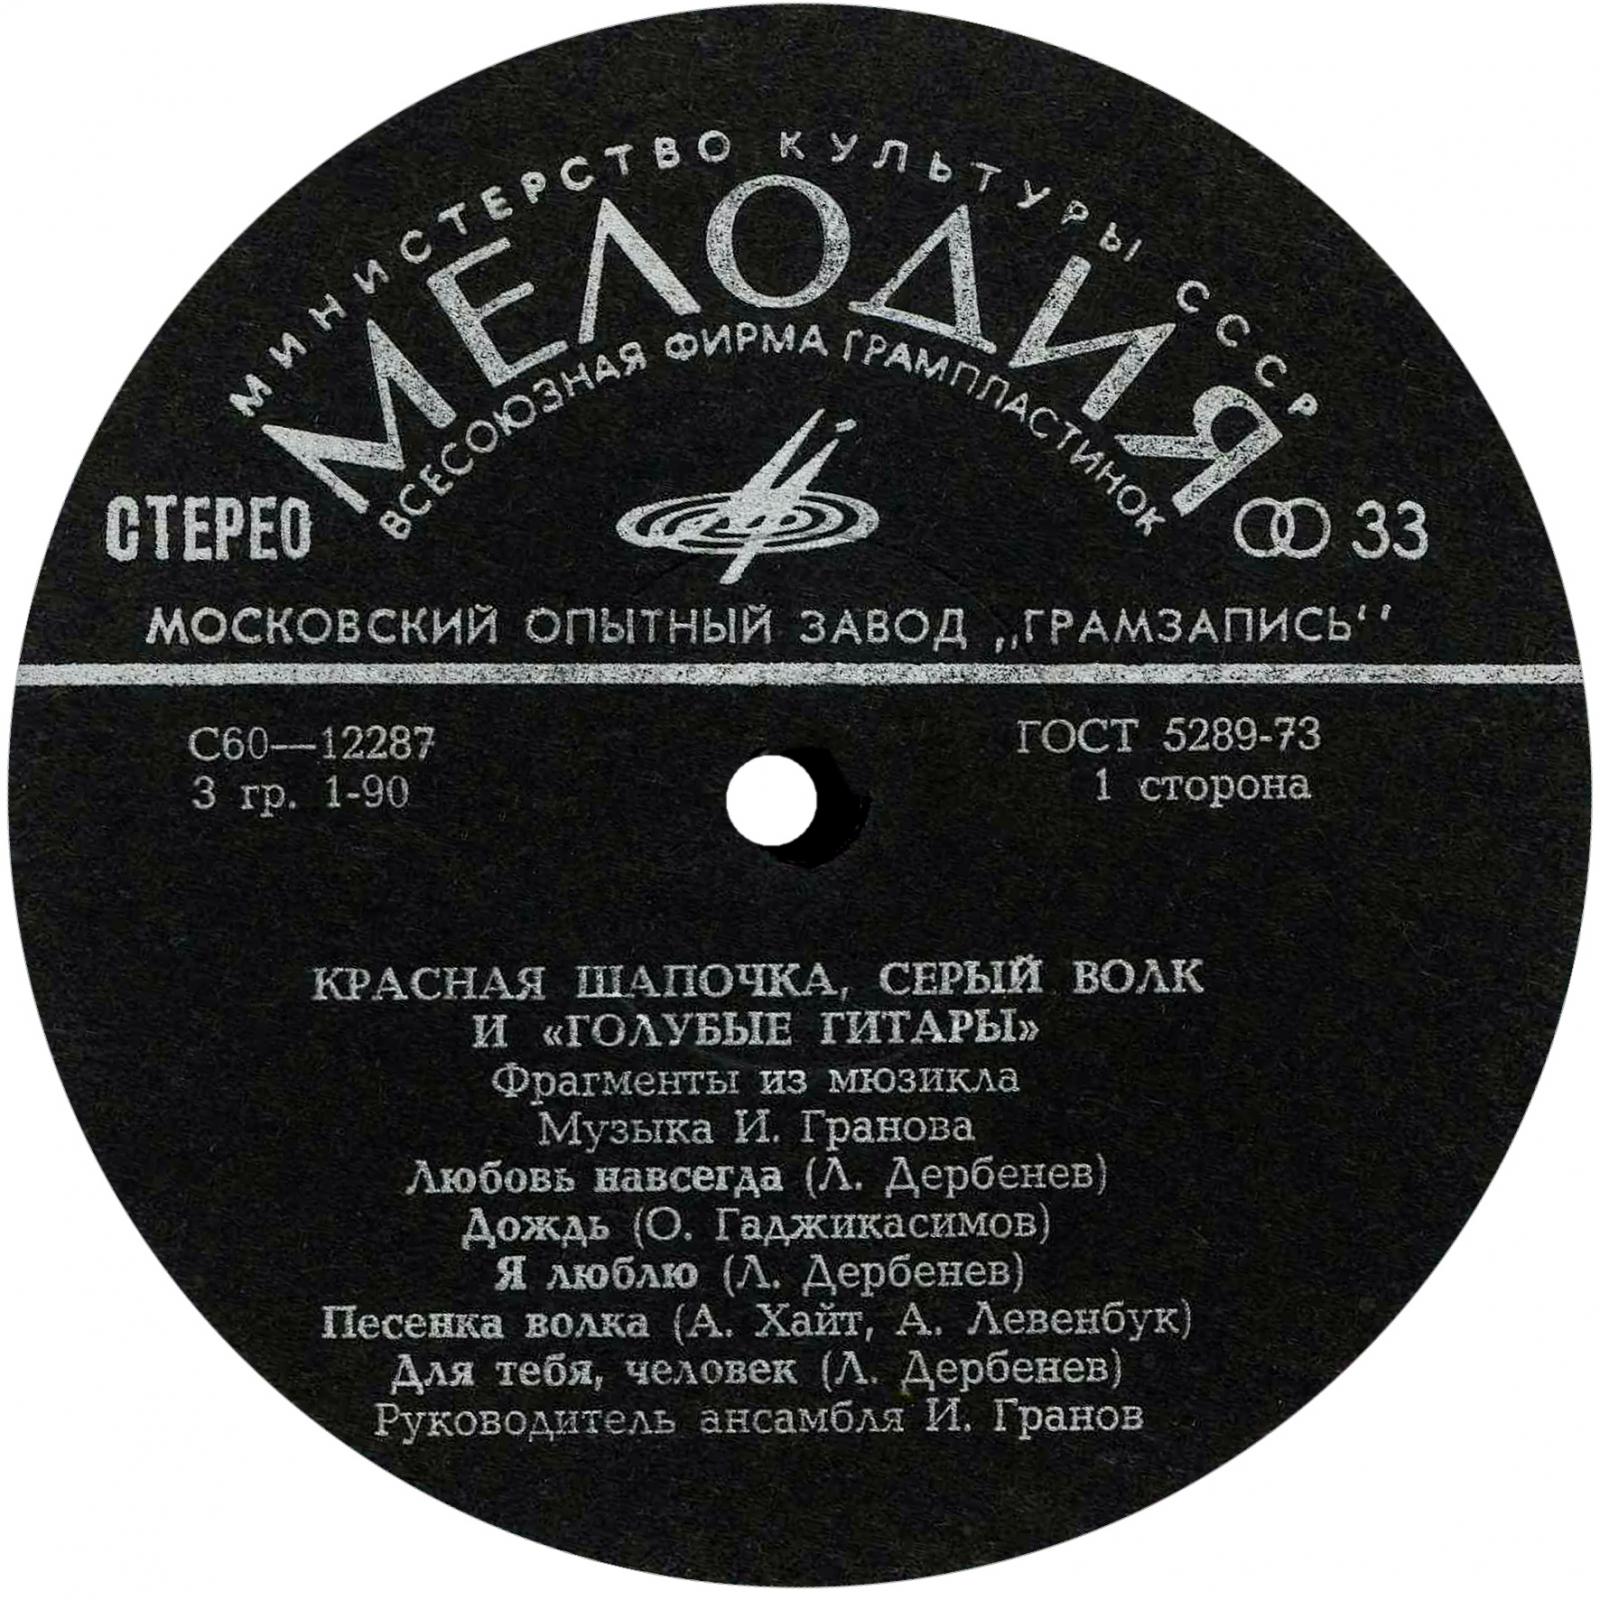 МИНИСТЕРСТВО КУЛЬТУРЫ СССР
МЕЛОДИЯ
ВСЕСОЮЗНАЯ ФИРМА ГРАМПЛАСТИНОК
СТЕРЕО
33
МОСКОВСКИЙ ОПЫТНЫЙ ЗАВОД „ГРАМЗАПИСЬ“
С60—12287
3 гр. 1-90
ГОСТ 5289-73
1 сторона
КРАСНАЯ ШАПОЧКА, СЕРЫЙ ВОЛК
И «ГОЛУБЫЕ ГИТАРЫ»
Фрагменты из мюзикла
Музыка И. Гранова
Любовь навсегда (Л. Дербенев)
Дождь (О. Гаджикасимов)
Я люблю (Л. Дербенев)
Песенка волка (А. Хайт, А. Левенбук)
Для тебя, человек (Л. Дербенев)
Руководитель ансамбля И. Гранов